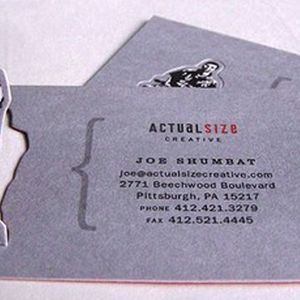 ACTUALSIZE
CREATIVE
JOE SHUMBAT
joe@actualsizecreative.com
2771 Beechwood Boulevard
Pittsburgh, PA 15217
PHONE 412.421.3279
FAX 412.521.4445